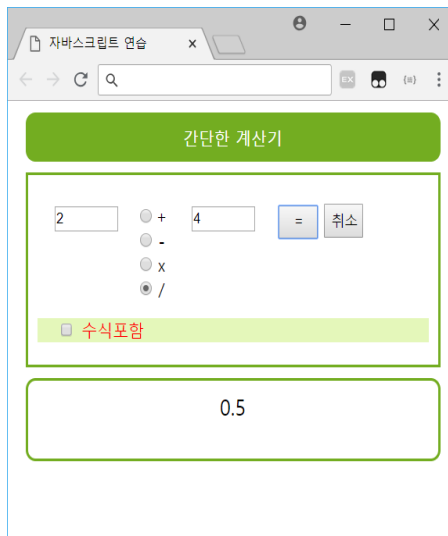 자바스크립트 연습
EX
{≡}
간단한 계산기
2 + 4 = 취소
-
x
/
수식포함
0.5